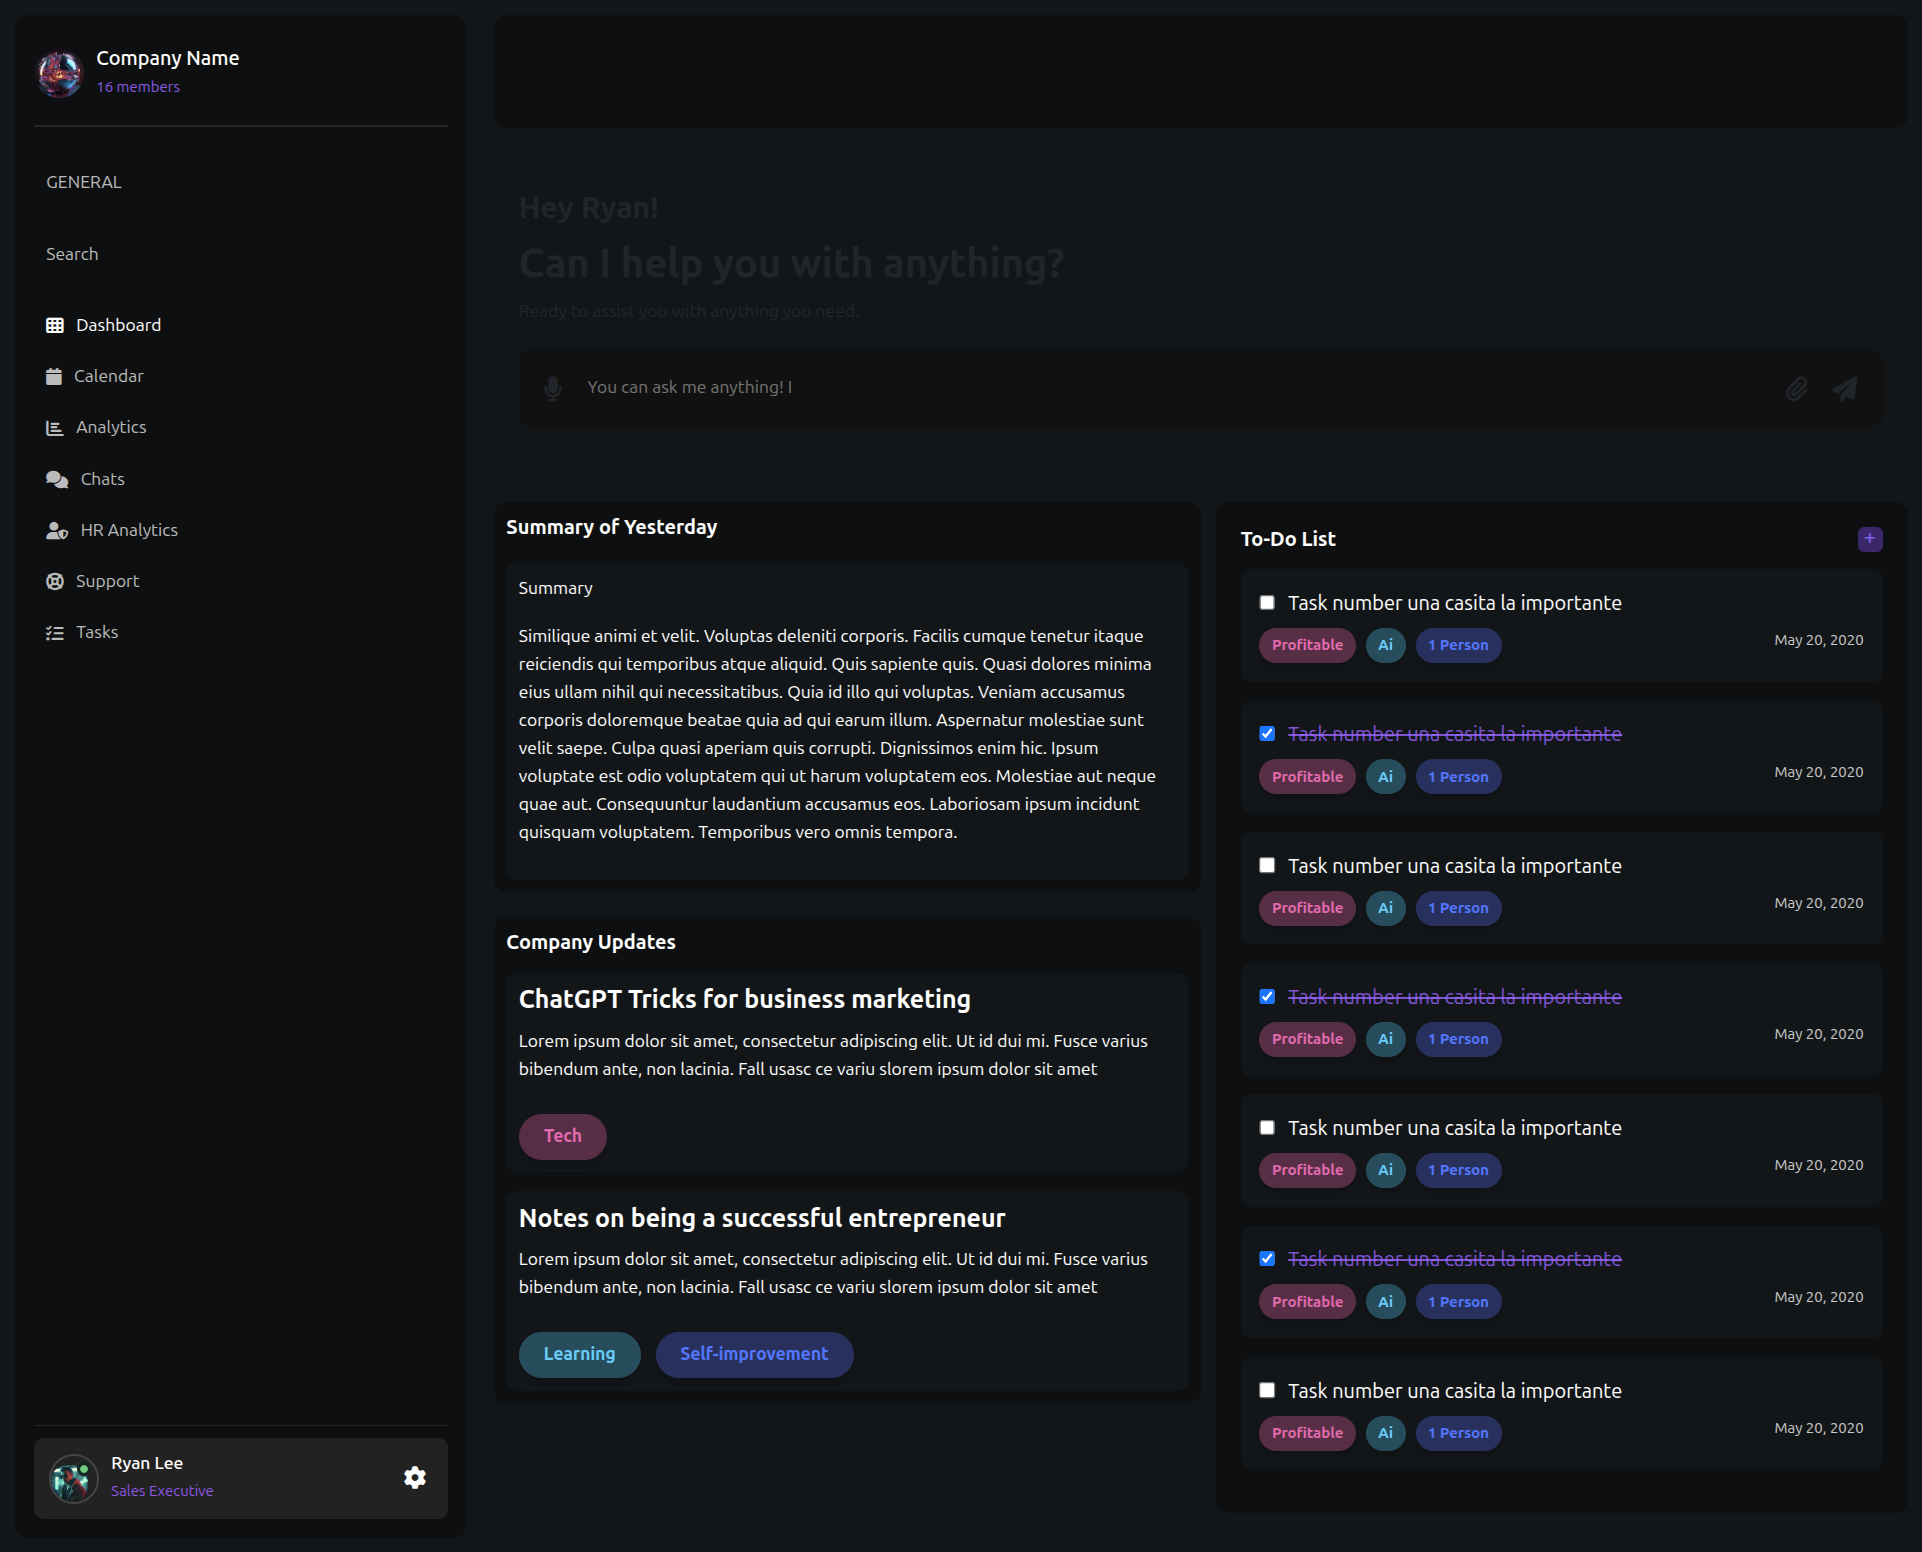 Company Name
16 members
GENERAL
Search
Dashboard
Calendar
Analytics
Chats
HR Analytics
Support
Tasks
Ryan Lee
Sales Executive
Hey Ryan!
Can I help you with anything?
Ready to assist you with anything you need.
You can ask me anything! I
Summary of Yesterday
Summary
Similique animi et velit. Voluptas deleniti corporis. Facilis cumque tenetur itaque
reiciendis qui temporibus atque aliquid. Quis sapiente quis. Quasi dolores minima
eius ullam nihil qui necessitatibus. Quia id illo qui voluptas. Veniam accusamus
corporis doloremque beatae quia ad qui earum illum. Aspernatur molestiae sunt
velit saepe. Culpa quasi aperiam quis corrupti. Dignissimos enim hic. Ipsum
voluptate est odio voluptatem qui ut harum voluptatem eos. Molestiae aut neque
quae aut. Consequuntur laudantium accusamus eos. Laboriosam ipsum incidunt
quisquam voluptatem. Temporibus vero omnis tempora.
Company Updates
ChatGPT Tricks for business marketing
Lorem ipsum dolor sit amet, consectetur adipiscing elit. Ut id dui mi. Fusce varius
bibendum ante, non lacinia. Fall usasc ce variu slorem ipsum dolor sit amet
Tech
Notes on being a successful entrepreneur
Lorem ipsum dolor sit amet, consectetur adipiscing elit. Ut id dui mi. Fusce varius
bibendum ante, non lacinia. Fall usasc ce variu slorem ipsum dolor sit amet
Learning Self-improvement
To-Do List +
Task number una casita la importante
Profitable Ai 1 Person May 20, 2020
Task number una casita la importante
Profitable Ai 1 Person May 20, 2020
Task number una casita la importante
Profitable Ai 1 Person May 20, 2020
Task number una casita la importante
Profitable Ai 1 Person May 20, 2020
Task number una casita la importante
Profitable Ai 1 Person May 20, 2020
Task number una casita la importante
Profitable Ai 1 Person May 20, 2020
Task number una casita la importante
Profitable Ai 1 Person May 20, 2020